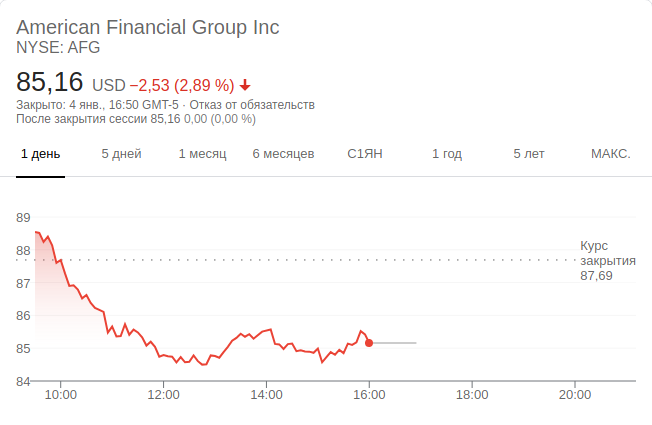 American Financial Group Inc
NYSE: AFG
85,16 USD −2,53 (2,89 %)
Закрыто: 4 янв., 16:50 GMT-5 · Отказ от обязательств
После закрытия сессии 85,16 0,00 (0,00 %)
1 день 5 дней 1 месяц 6 месяцев С1ЯН 1 год 5 лет МАКС.
89
88
87
86
85
84
Курс
закрытия
87,69
10:00 12:00 14:00 16:00 18:00 20:00